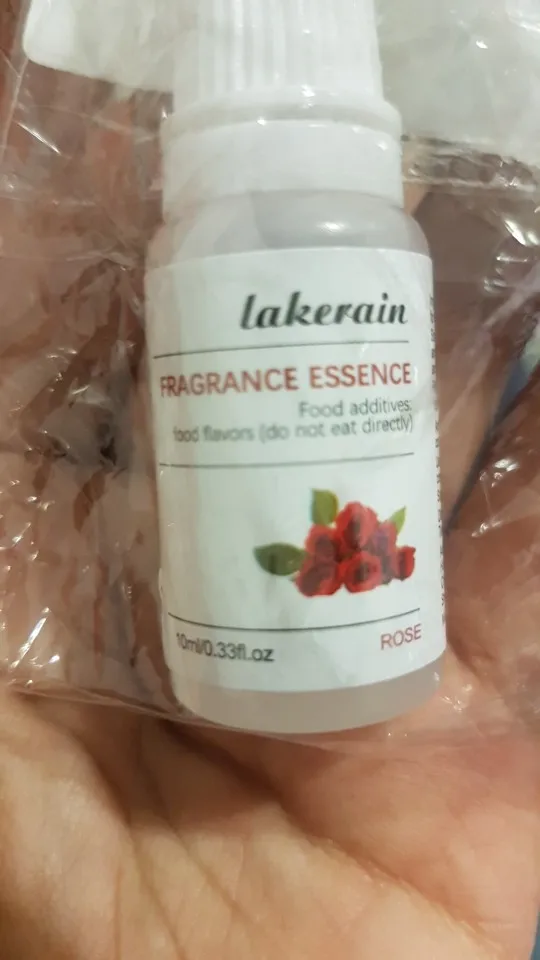 lakerain
FRAGRANCE ESSENCE
Food additives:
food flavors (do not eat directly)
10ml/0.33fl.oz
ROSE